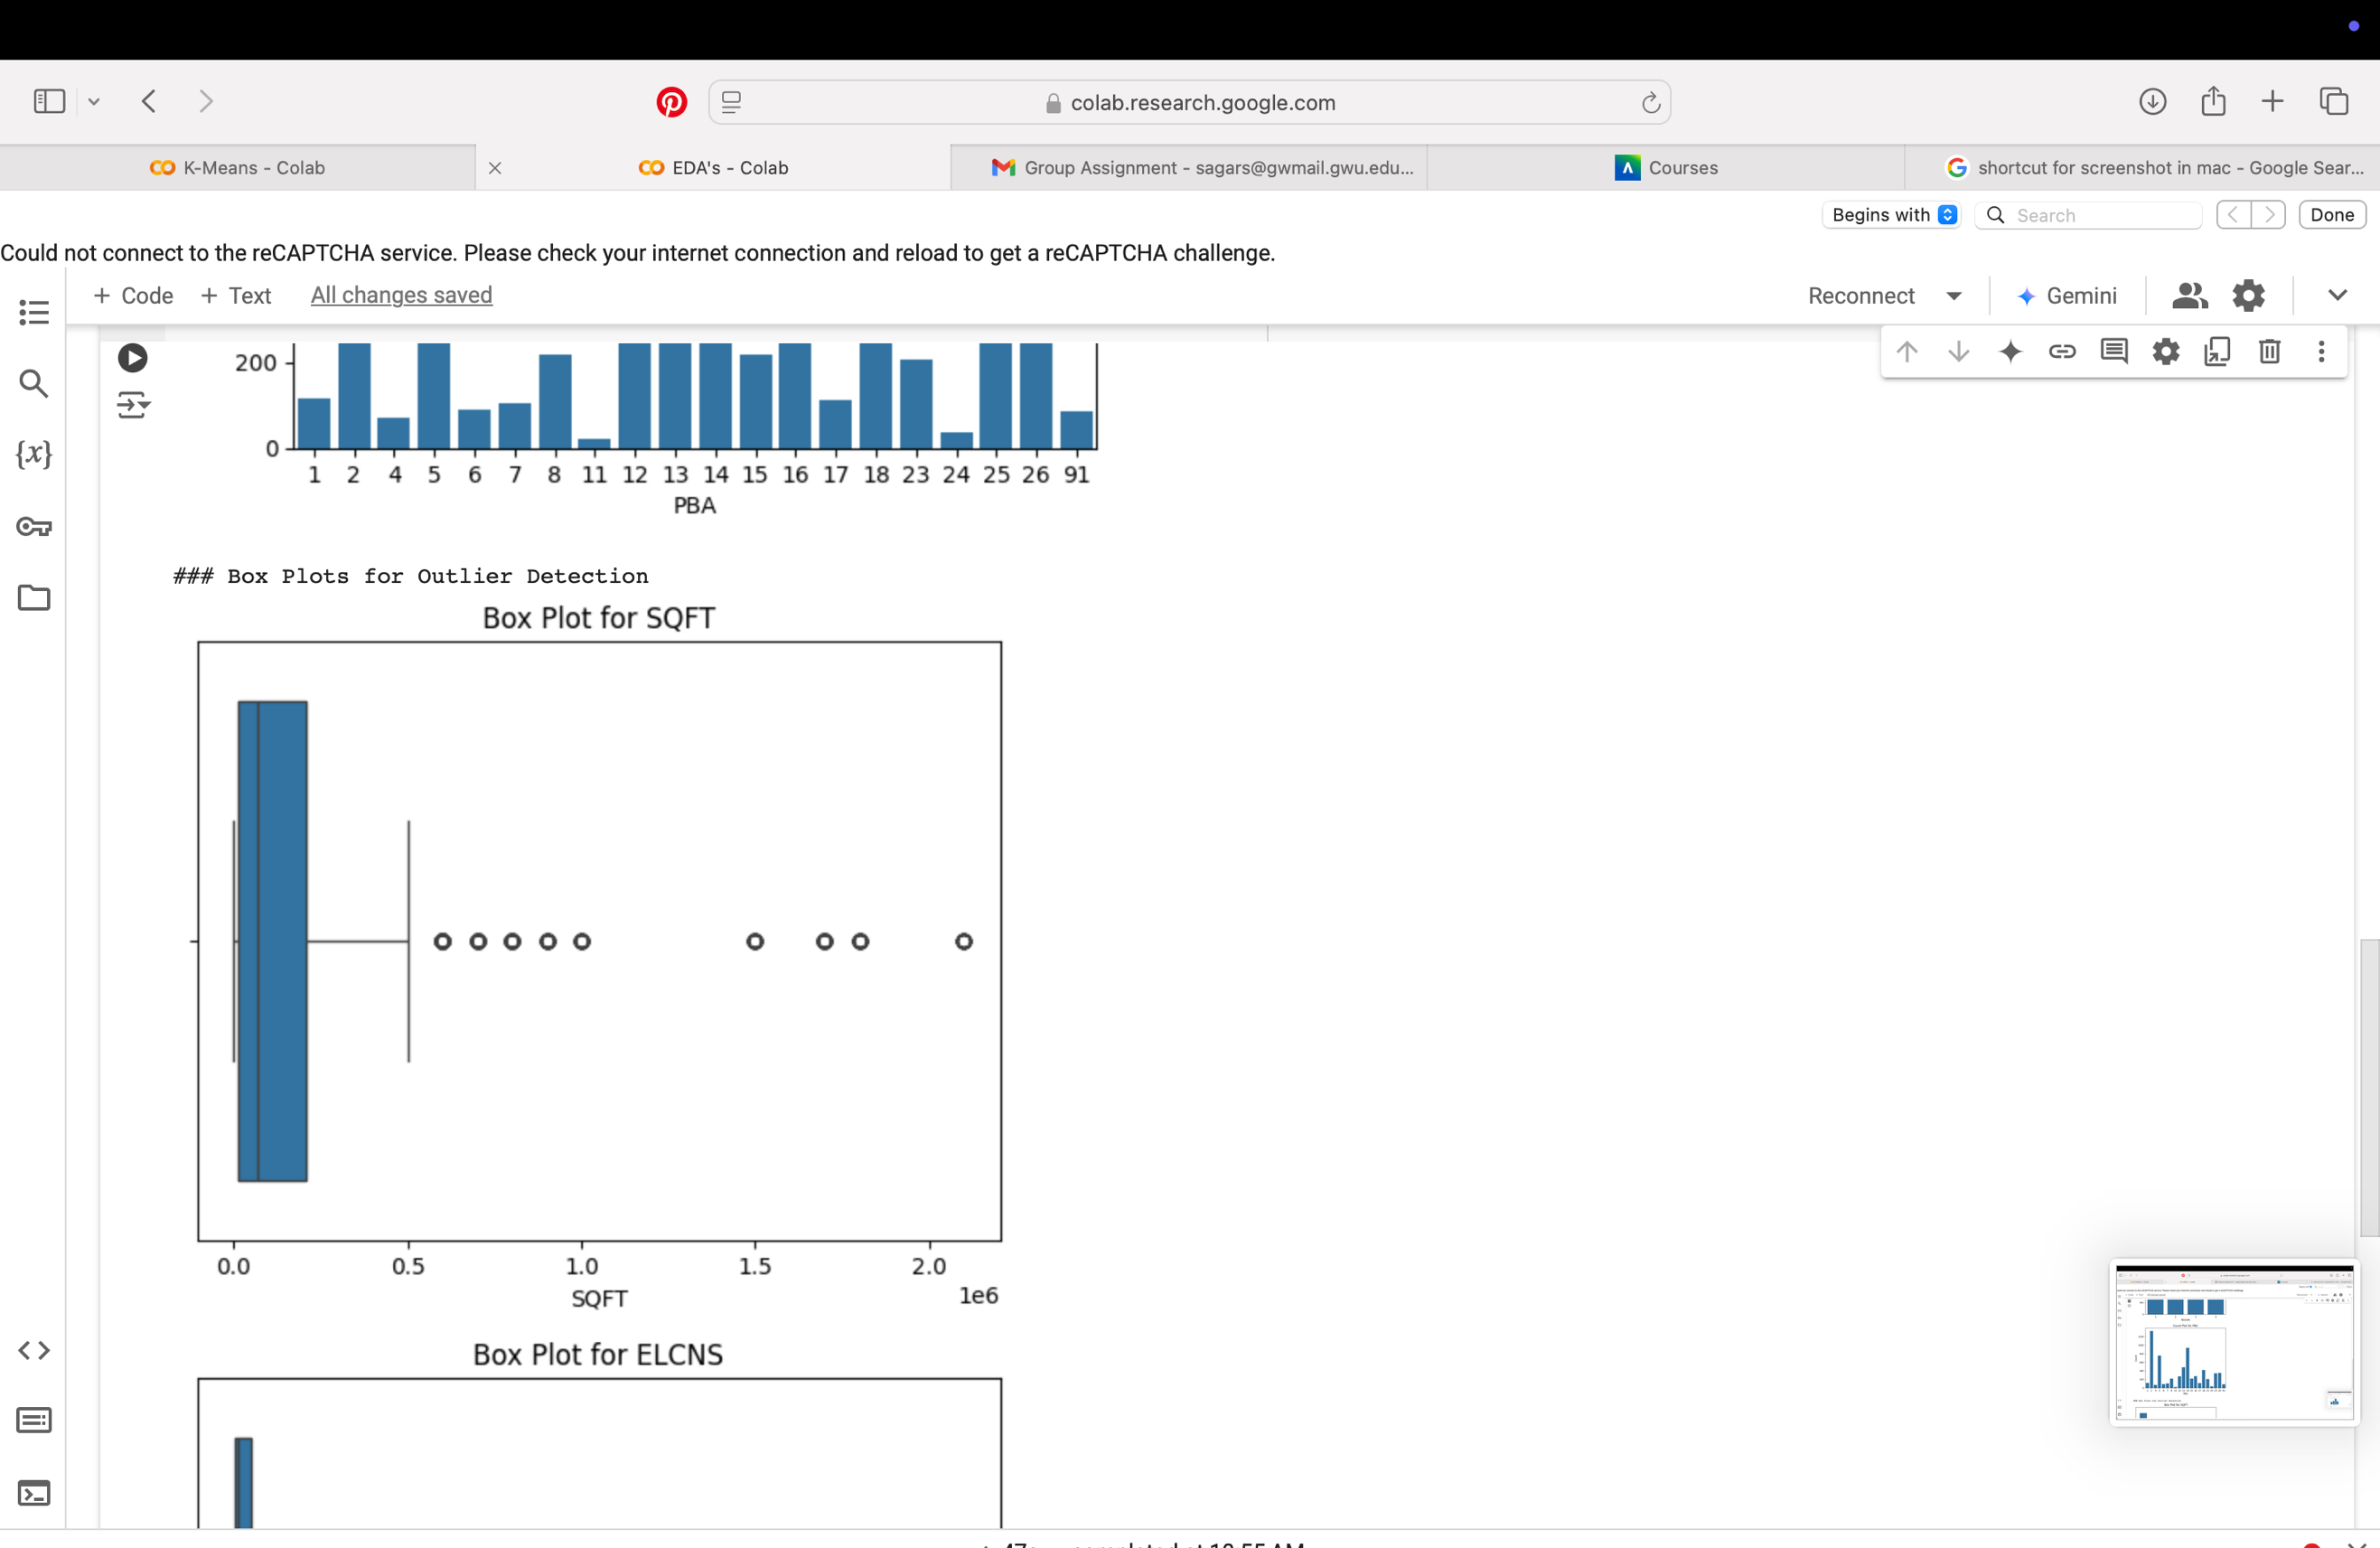 colab.research.google.com
K-Means - Colab
EDA's - Colab
Group Assignment - sagars@gwmail.gwu.edu...
Courses
shortcut for screenshot in mac - Google Sear...
Begins with
Search
Done
Could not connect to the reCAPTCHA service. Please check your internet connection and reload to get a reCAPTCHA challenge.
+ Code + Text All changes saved
Reconnect
Gemini
{x}
200
0
1 2 4 5 6 7 8 11 12 13 14 15 16 17 18 23 24 25 26 91
PBA
### Box Plots for Outlier Detection
Box Plot for SQFT
0.0 0.5 1.0 1.5 2.0
SQFT
1e6
Box Plot for ELCNS
completed at 10:55 AM